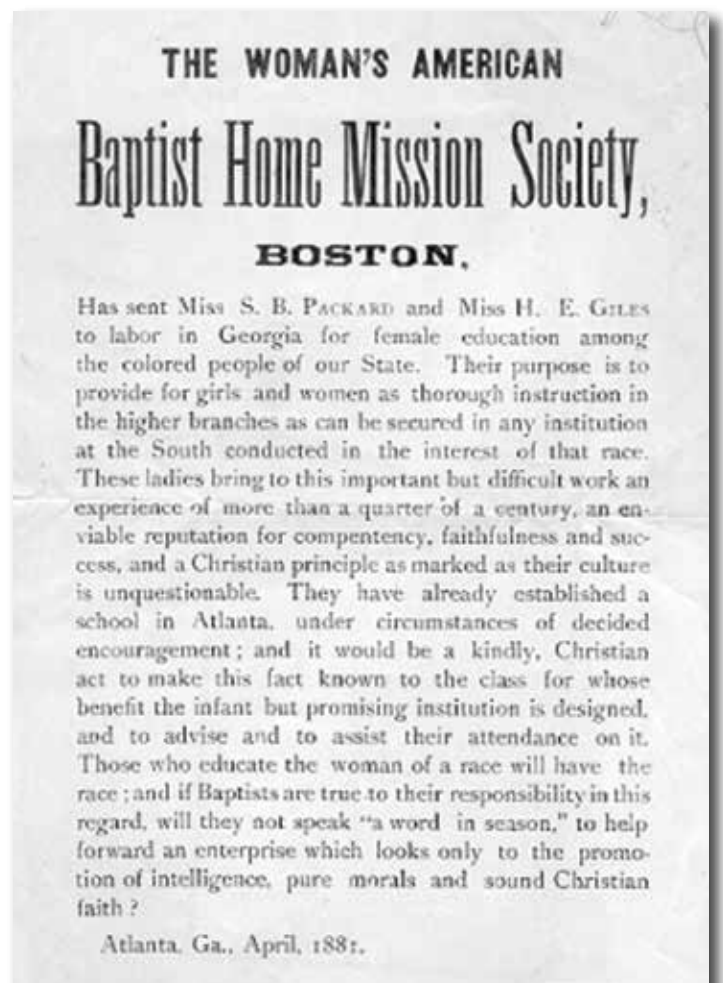 THE WOMAN'S AMERICAN
Baptist Home Mission Society,
BOSTON,
Has sent Miss S. B. PACKARD and Miss H. E. GILES
to labor in Georgia for female education among
the colored people of our State. Their purpose is to
provide for girls and women as thorough instruction in
the higher branches as can be secured in any institution
at the South conducted in the interest of that race.
These ladies bring to this important but difficult work an
experience of more than a quarter of a century, an en-
viable reputation for compentency, faithfulness and suc-
cess, and a Christian principle as marked as their culture
is unquestionable. They have already established a
school in Atlanta, under circumstances of decided
encouragement; and it would be a kindly, Christian
act to make this fact known to the class for whose
benefit the infant but promising institution is designed,
and to advise and to assist their attendance on it.
Those who educate the woman of a race will have the
race; and if Baptists are true to their responsibility in this
regard, will they not speak "a word in season," to help
forward an enterprise which looks only to the promo-
tion of intelligence, pure morals and sound Christian
faith?
Atlanta, Ga., April, 1881.